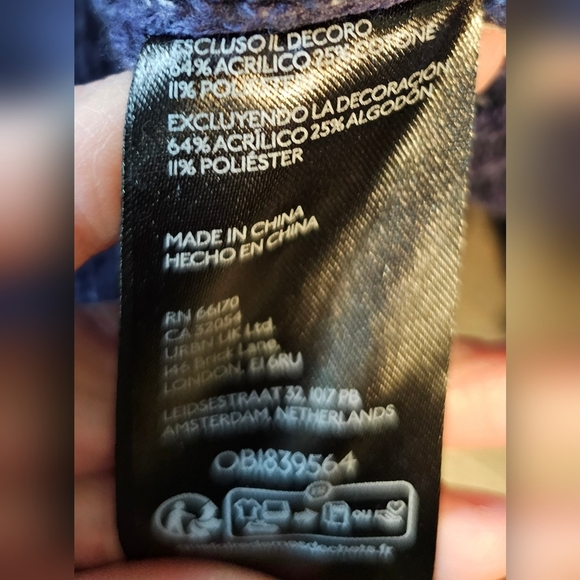 ESCLUSO IL DECORO
64% ACRILICO 25% COTONE
11% POLIESTERE
EXCLUYENDO LA DECORACIÓN
64% ACRÍLICO 25% ALGODÓN
11% POLIÉSTER
MADE IN CHINA
HECHO EN CHINA
RN 66170
CA 32054
URBN UK Ltd.
146 Brick Lane,
LONDON, E1 6RU
LEIDSESTRAAT 32, 1017 PB
AMSTERDAM, NETHERLANDS
OB1839564
OU